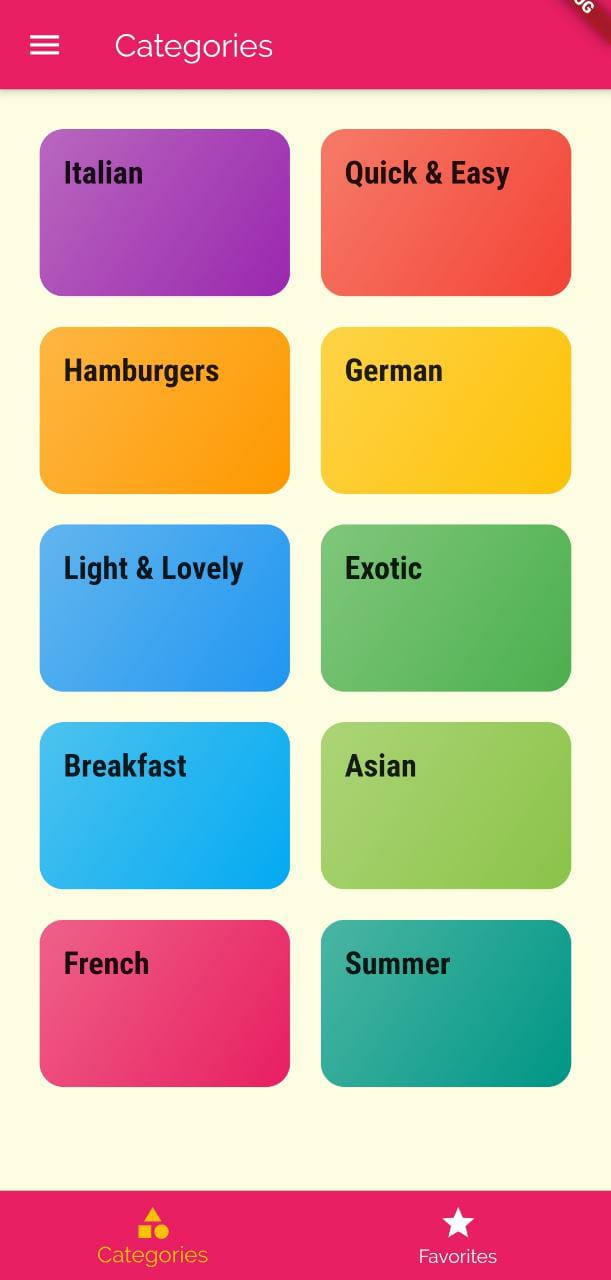 Categories
Italian
Quick & Easy
Hamburgers
German
Light & Lovely
Exotic
Breakfast
Asian
French
Summer
Categories
Favorites